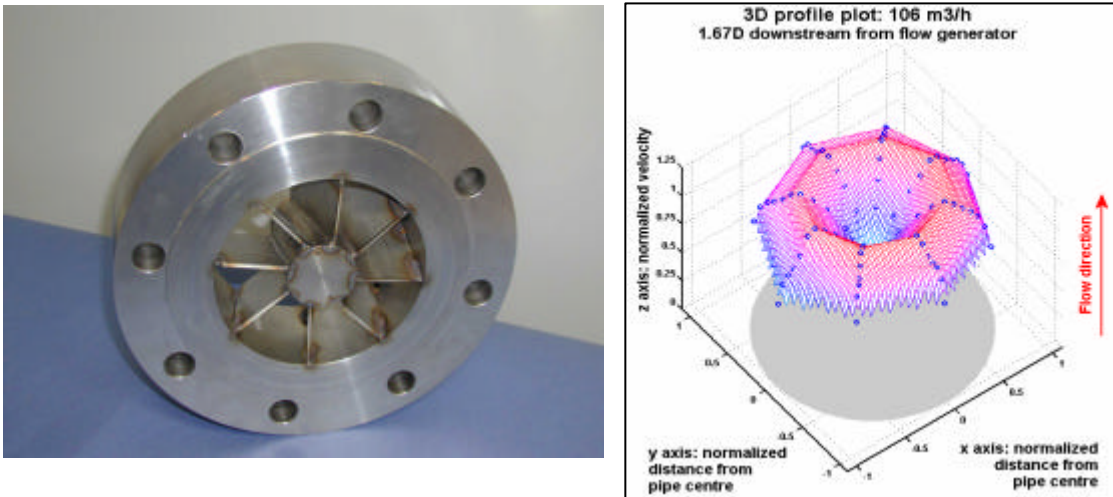 3D profile plot: 106 m3/h
1.67D downstream from flow generator
z axis: normalized velocity
1.25
1
0.75
0.5
0.25
0
1
0.5
0
-0.5
-1
-1
-0.5
0
0.5
1
Flow direction
y axis: normalized
distance from
pipe centre
x axis: normalized
distance from
pipe centre